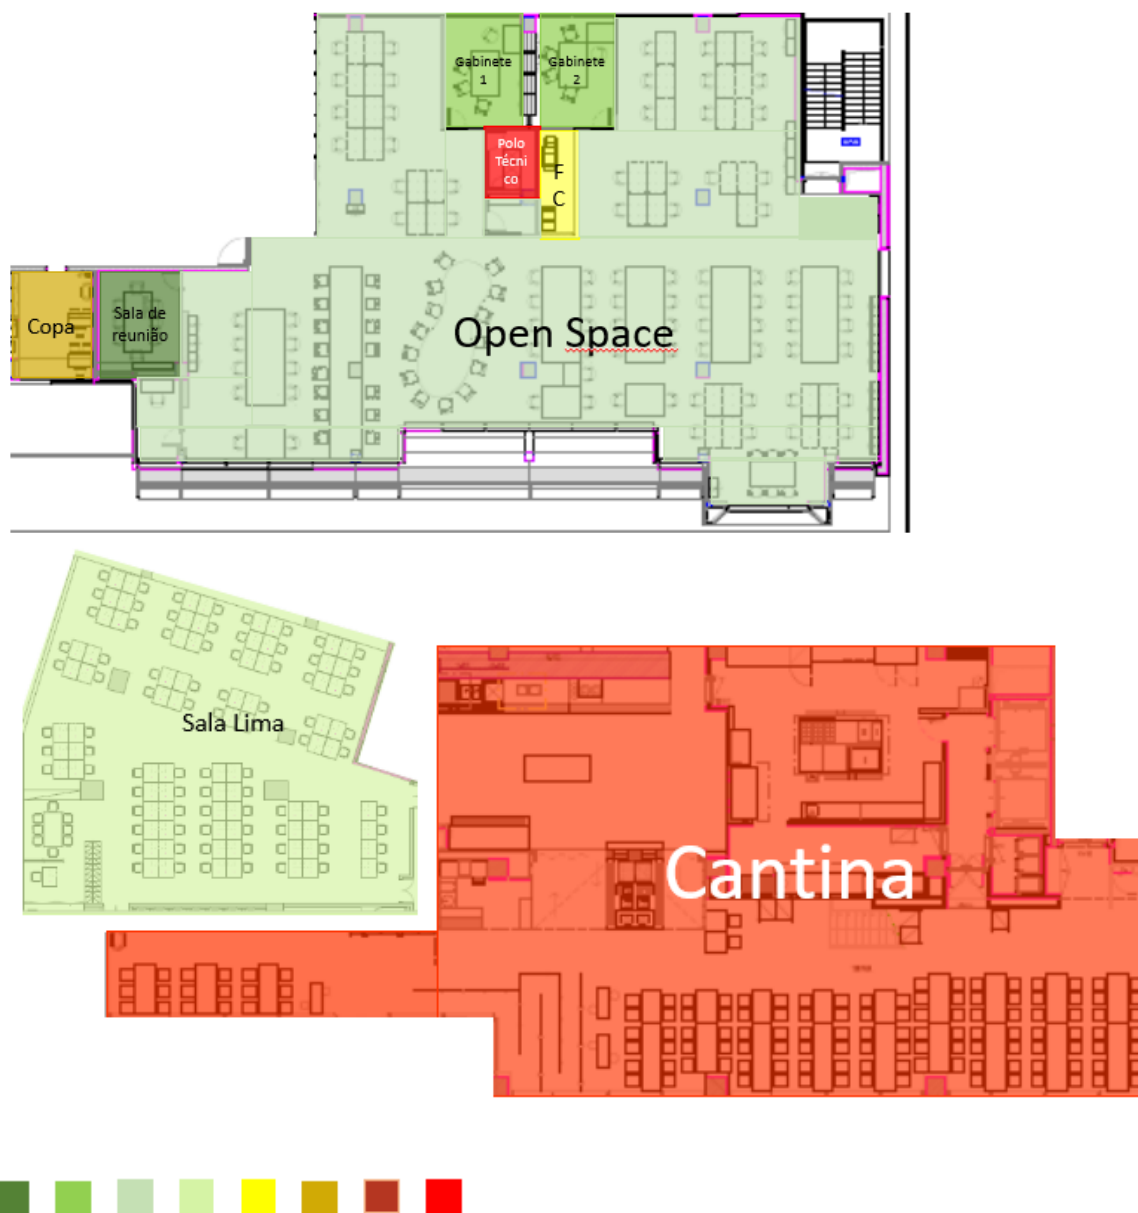 Gabinete
1
Gabinete
2
Polo
Técni
co
F
C
Copa
Sala de
reunião
Open Space
Sala Lima
Cantina